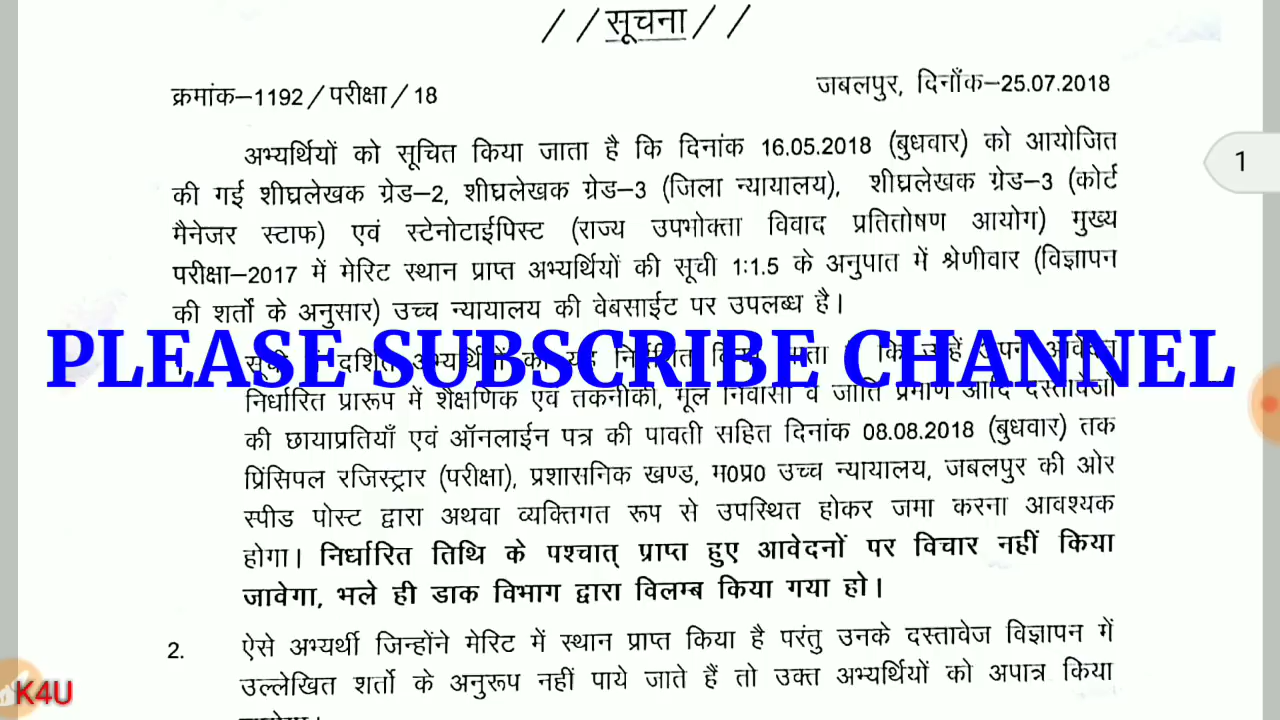 //सूचना//
क्रमांक–1192/परीक्षा/18
जबलपुर, दिनाँक–25.07.2018
अभ्यर्थियों को सूचित किया जाता है कि दिनांक 16.05.2018 (बुधवार) को आयोजित
की गई शीघ्रलेखक ग्रेड–2, शीघ्रलेखक ग्रेड–3 (जिला न्यायालय), शीघ्रलेखक ग्रेड–3 (कोर्ट
मैनेजर स्टाफ) एवं स्टेनोटाईपिस्ट (राज्य उपभोक्ता विवाद प्रतितोषण आयोग) मुख्य
परीक्षा–2017 में मेरिट स्थान प्राप्त अभ्यर्थियों की सूची 1:1.5 के अनुपात में श्रेणीवार (विज्ञापन
की शर्तो के अनुसार) उच्च न्यायालय की वेबसाईट पर उपलब्ध है।
1
PLEASE SUBSCRIBE CHANNEL
निर्धारित प्रारूप में शैक्षणिक एवं तकनीकी, मूल निवासी व जाति प्रमाण आदि दस्तावेजों
की छायाप्रतियाँ एवं ऑनलाईन पत्र की पावती सहित दिनांक 08.08.2018 (बुधवार) तक
प्रिंसिपल रजिस्ट्रार (परीक्षा), प्रशासनिक खण्ड, म0प्र0 उच्च न्यायालय, जबलपुर की ओर
स्पीड पोस्ट द्वारा अथवा व्यक्तिगत रूप से उपस्थित होकर जमा करना आवश्यक
होगा। निर्धारित तिथि के पश्चात् प्राप्त हुए आवेदनों पर विचार नहीं किया
जावेगा, भले ही डाक विभाग द्वारा विलम्ब किया गया हो।
2. ऐसे अभ्यर्थी जिन्होंने मेरिट में स्थान प्राप्त किया है परंतु उनके दस्तावेज विज्ञापन में
उल्लेखित शर्तो के अनुरूप नहीं पाये जाते हैं तो उक्त अभ्यर्थियों को अपात्र किया
K4U